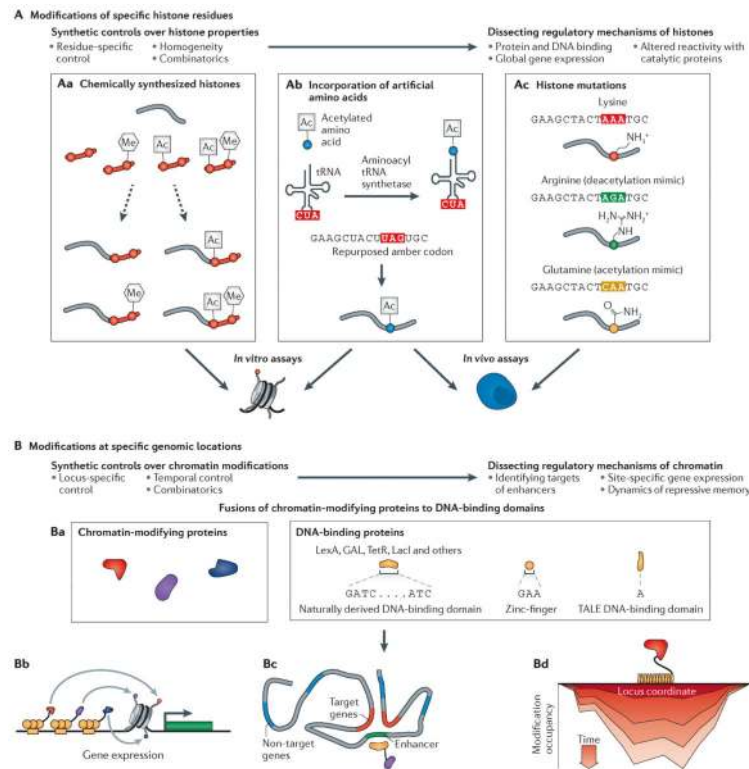 A Modifications of specific histone residues
Synthetic controls over histone properties
• Residue-specific control
• Homogeneity
• Combinatorics
Dissecting regulatory mechanisms of histones
• Protein and DNA binding
• Global gene expression
• Altered reactivity with catalytic proteins
Aa Chemically synthesized histones
Me
Ac
Ac
Me
Ac
Me
Ac
Me
Ab Incorporation of artificial
amino acids
Ac
Acetylated
amino
acid
Ac
tRNA
Aminoacyl
tRNA
synthetase
CUA
CUA
GAAGCUACUUAGUGC
Repurposed amber codon
Ac
Ac Histone mutations
Lysine
GAAGCTACTAAATGC
NH₃⁺
Arginine (deacetylation mimic)
GAAGCTACTAGATGC
H₂N
NH₂⁺
NH
Glutamine (acetylation mimic)
GAAGCTACTCAATGC
O
NH₂
In vitro assays
In vivo assays
B Modifications at specific genomic locations
Synthetic controls over chromatin modifications
• Locus-specific control
• Temporal control
• Combinatorics
Dissecting regulatory mechanisms of chromatin
• Identifying targets of enhancers
• Site-specific gene expression
• Dynamics of repressive memory
Fusions of chromatin-modifying proteins to DNA-binding domains
Ba
Chromatin-modifying proteins
DNA-binding proteins
LexA, GAL, TetR, LacI and others
GATC....ATC
GAA
A
Naturally derived DNA-binding domain
Zinc-finger
TALE DNA-binding domain
Bb
Gene expression
Bc
Target
genes
Non-target
genes
Enhancer
Bd
Locus coordinate
Modification
occupancy
Time